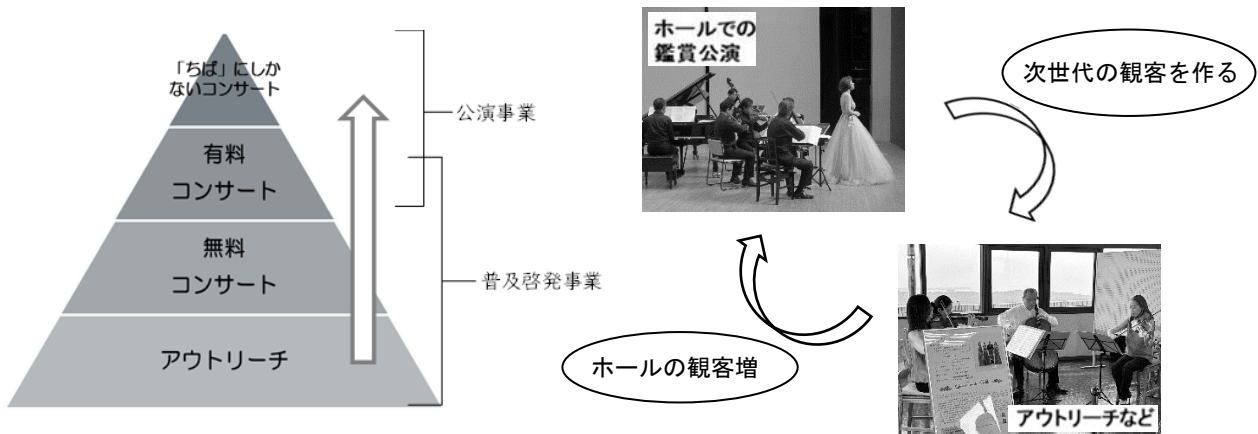 「ちば」にしか
ないコンサート
有料
コンサート
無料
コンサート
アウトリーチ
公演事業
普及啓発事業
ホールでの
鑑賞公演
次世代の観客を作る
ホールの観客増
アウトリーチなど